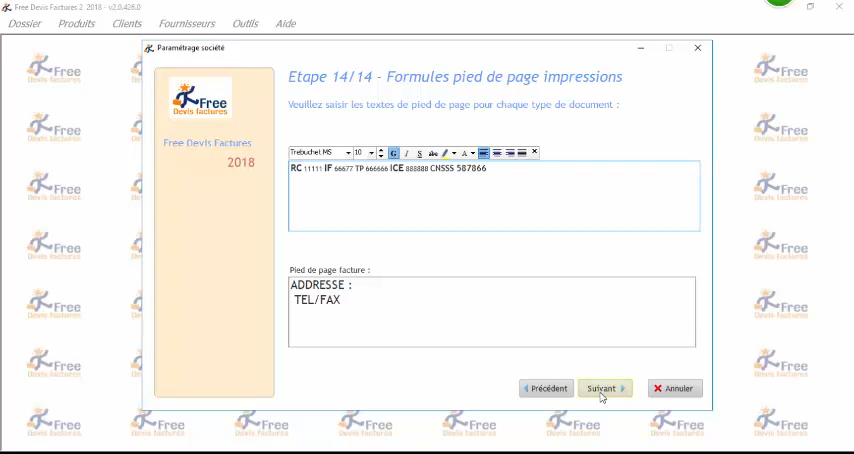 Free Devis Factures 2 2018 - v2.0.426.0
Dossier Produits Clients Fournisseurs Outils Aide
Paramétrage société
Etape 14/14 - Formules pied de page impressions
Veuillez saisir les textes de pied de page pour chaque type de document :
Free
Devis factures
Free Devis Factures
2018
Trebuchet MS 10 G I S abc A
RC 11111 IF 66677 TP 666666 ICE 888888 CNSSS 587866
Pied de page facture :
ADDRESSE :
TEL/FAX
Précédent Suivant Annuler